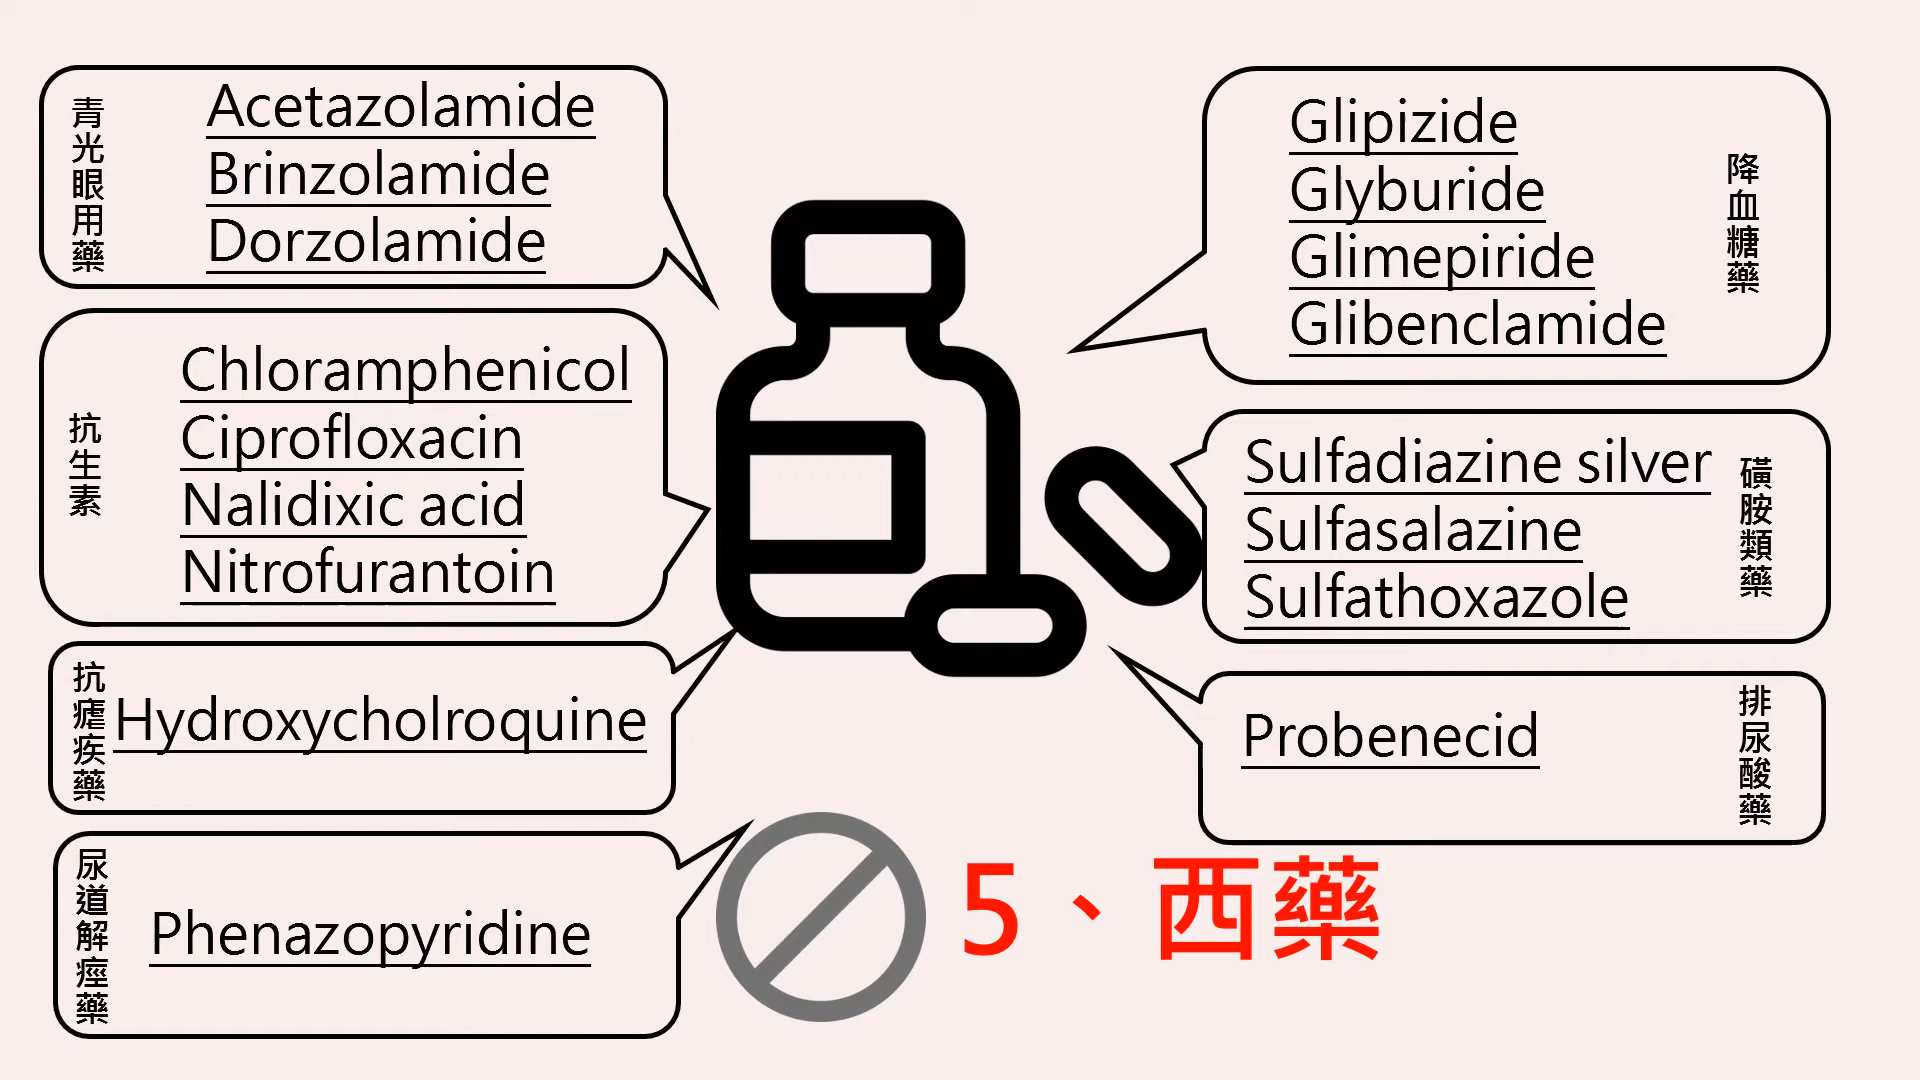 青光眼用藥
Acetazolamide
Brinzolamide
Dorzolamide
抗生素
Chloramphenicol
Ciprofloxacin
Nalidixic acid
Nitrofurantoin
抗瘧疾藥
Hydroxycholroquine
尿道解痙藥
Phenazopyridine
Glipizide
Glyburide
Glimepiride
Glibenclamide
降血糖藥
Sulfadiazine silver
Sulfasalazine
Sulfathoxazole
磺胺類藥
Probenecid
排尿酸藥
5、西藥